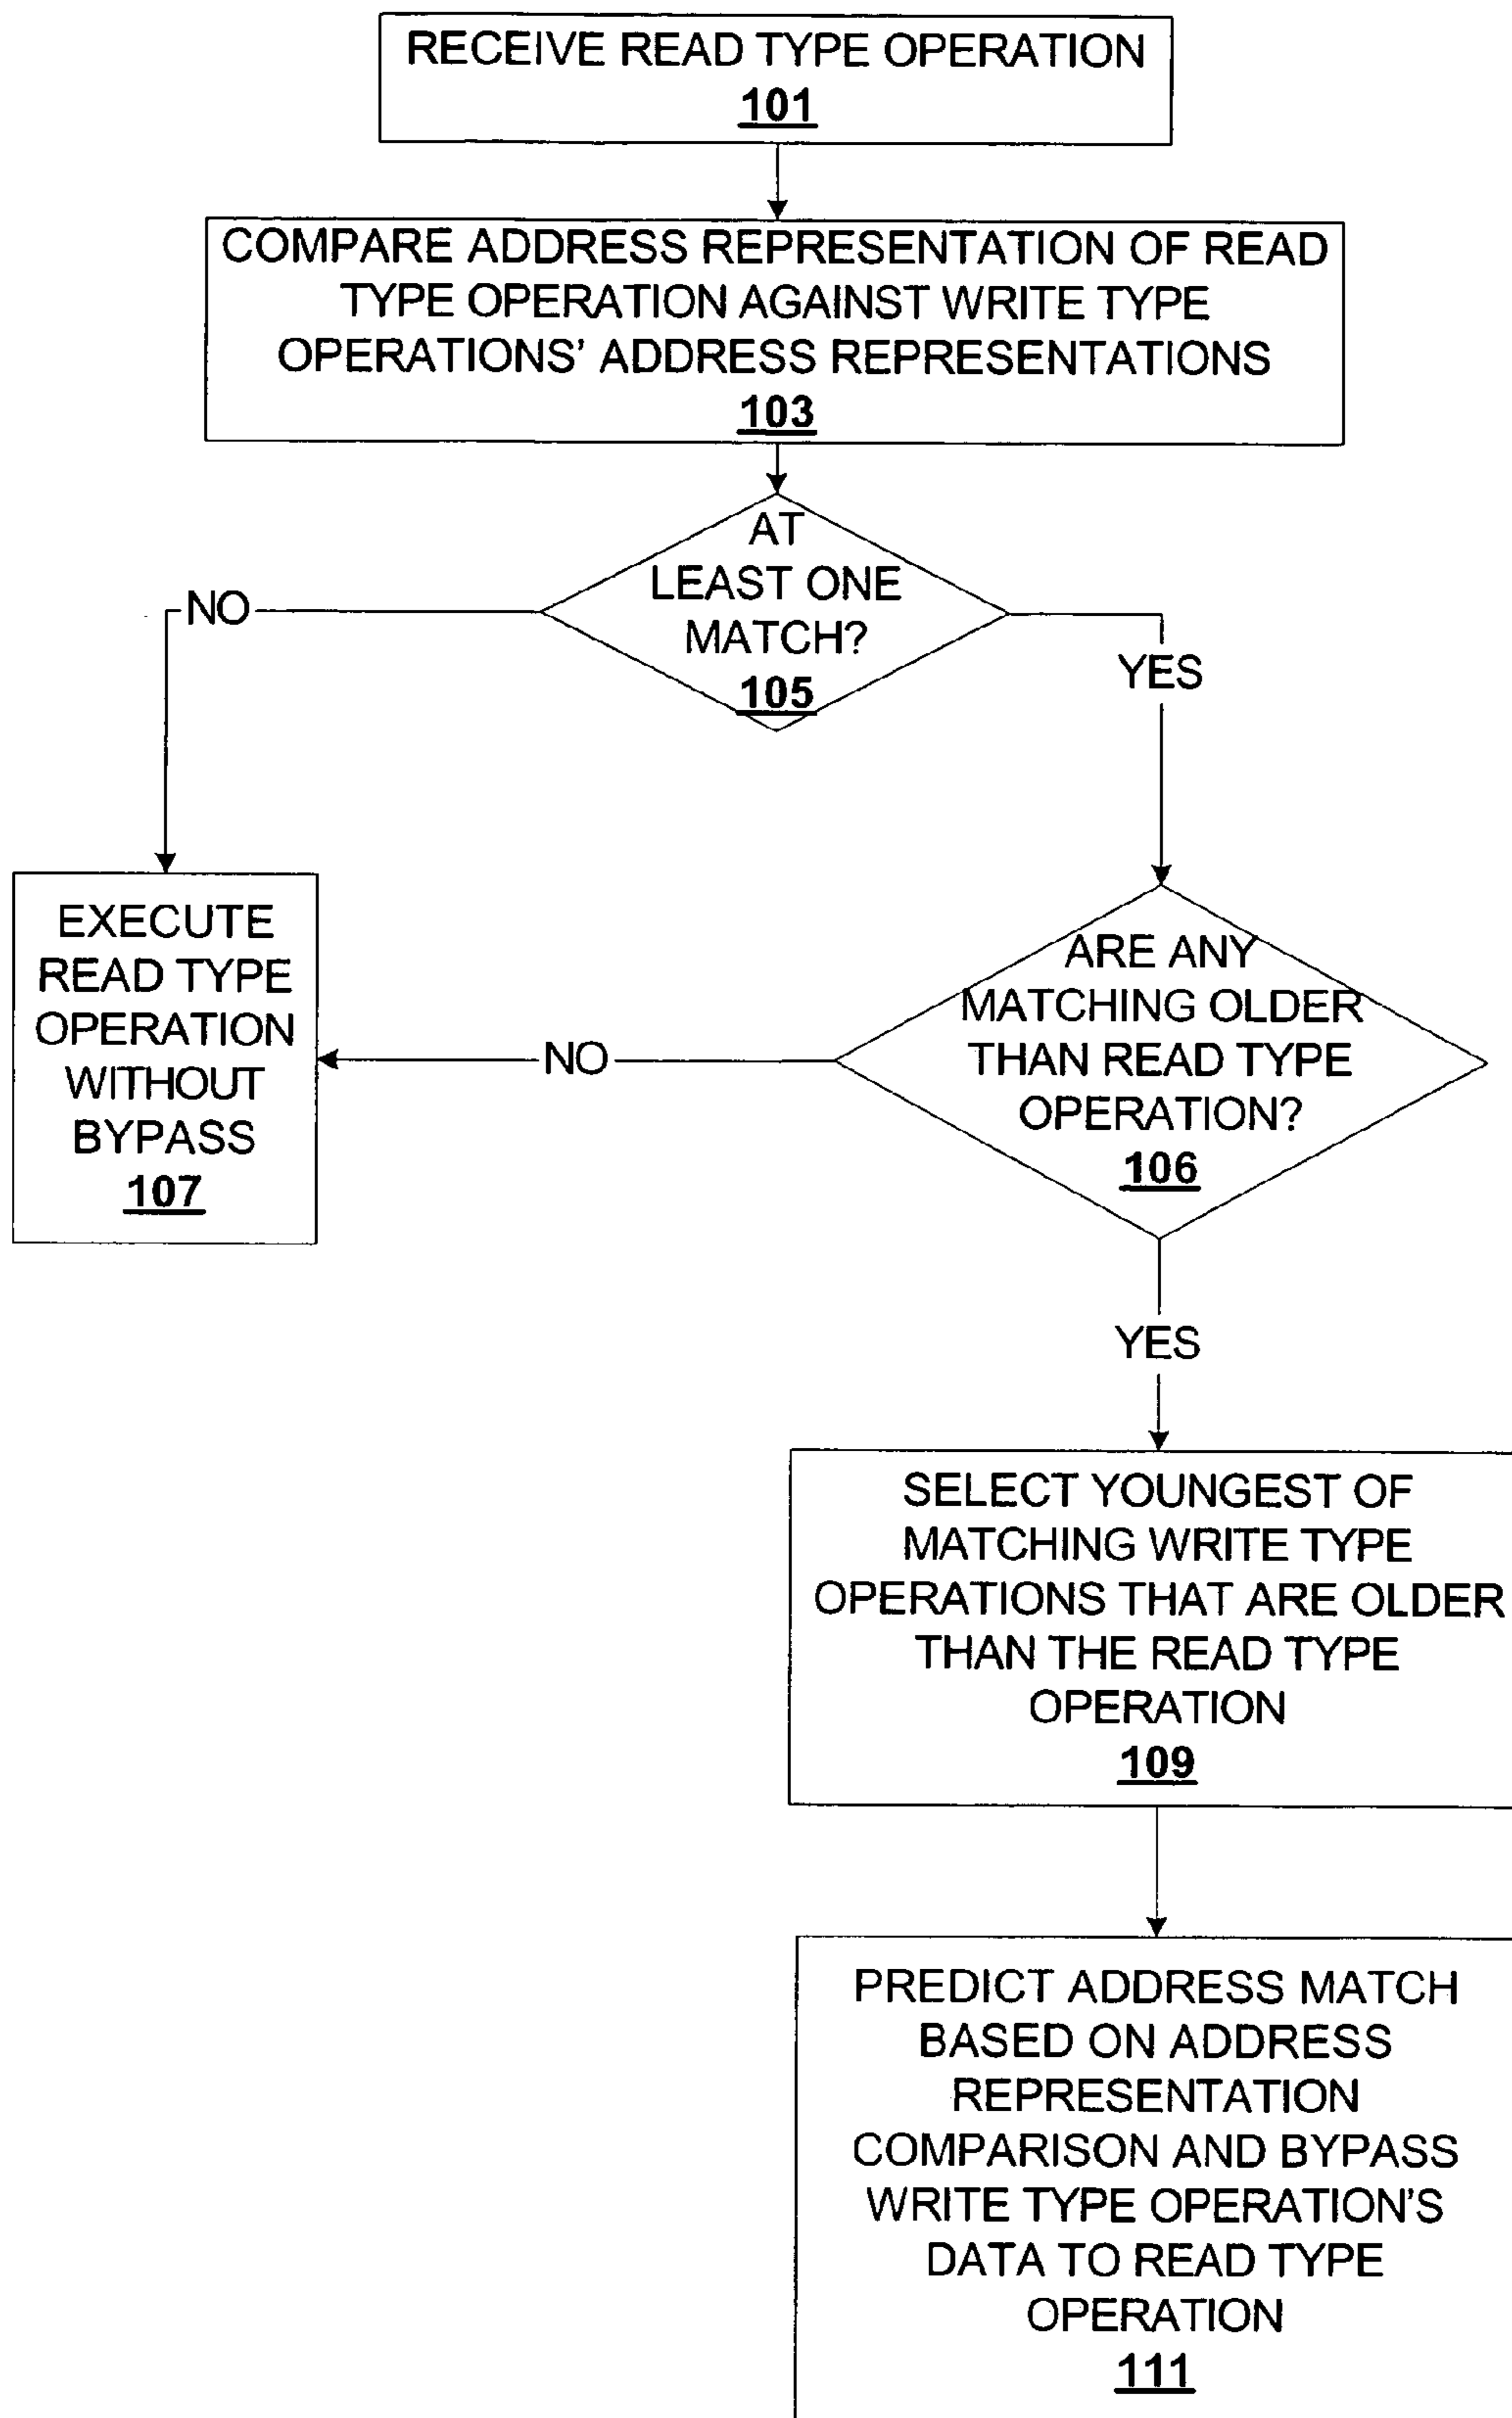 RECEIVE READ TYPE OPERATION
101
COMPARE ADDRESS REPRESENTATION OF READ
TYPE OPERATION AGAINST WRITE TYPE
OPERATIONS' ADDRESS REPRESENTATIONS
103
AT
LEAST ONE
MATCH?
105
NO
YES
EXECUTE
READ TYPE
OPERATION
WITHOUT
BYPASS
107
ARE ANY
MATCHING OLDER
THAN READ TYPE
OPERATION?
106
NO
YES
SELECT YOUNGEST OF
MATCHING WRITE TYPE
OPERATIONS THAT ARE OLDER
THAN THE READ TYPE
OPERATION
109
PREDICT ADDRESS MATCH
BASED ON ADDRESS
REPRESENTATION
COMPARISON AND BYPASS
WRITE TYPE OPERATION'S
DATA TO READ TYPE
OPERATION
111